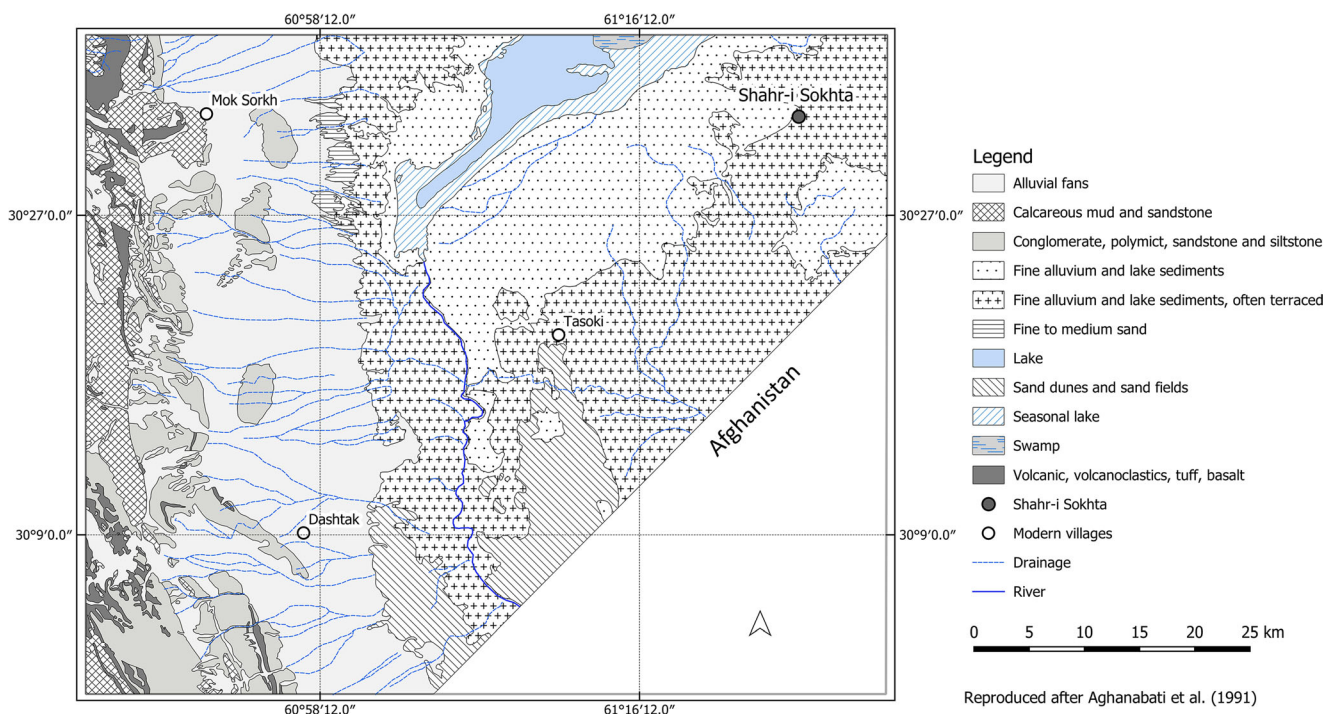 60°58'12.0"
61°16'12.0"
Mok Sorkh
Shahr-i Sokhta
30°27'0.0"
30°27'0.0"
Tasoki
Afghanistan
Dashtak
30°9'0.0"
30°9'0.0"
60°58'12.0"
61°16'12.0"
Legend
Alluvial fans
Calcareous mud and sandstone
Conglomerate, polymict, sandstone and siltstone
Fine alluvium and lake sediments
Fine alluvium and lake sediments, often terraced
Fine to medium sand
Lake
Sand dunes and sand fields
Seasonal lake
Swamp
Volcanic, volcanoclastics, tuff, basalt
Shahr-i Sokhta
Modern villages
Drainage
River
0 5 10 15 20 25 km
Reproduced after Aghanabati et al. (1991)